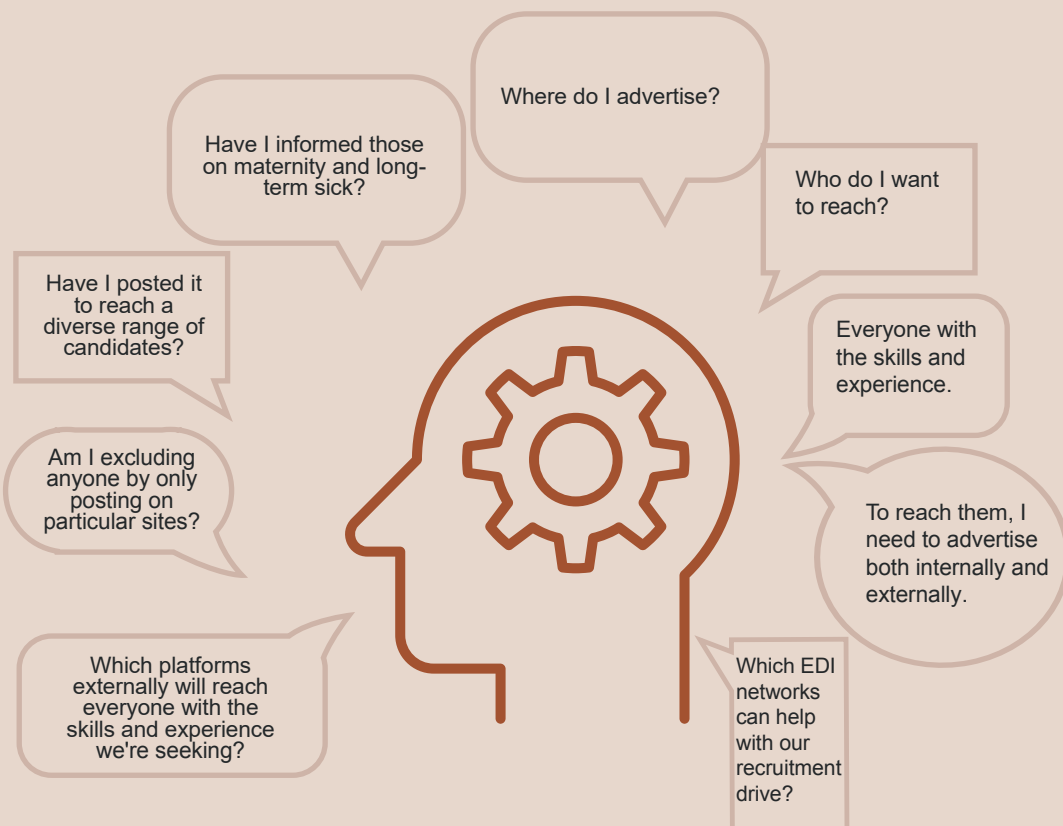 Where do I advertise?
Who do I want
to reach?
Everyone with
the skills and
experience.
To reach them, I
need to advertise
both internally and
externally.
Which EDI
networks
can help
with our
recruitment
drive?
Which platforms
externally will reach
everyone with the
skills and experience
we're seeking?
Am I excluding
anyone by only
posting on
particular sites?
Have I posted it
to reach a
diverse range of
candidates?
Have I informed those
on maternity and long-
term sick?